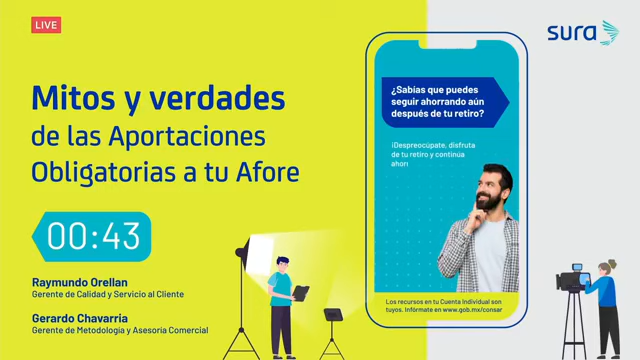 LIVE
sura
Mitos y verdades
de las Aportaciones
Obligatorias a tu Afore
00:43
Raymundo Orellan
Gerente de Calidad y Servicio al Cliente
Gerardo Chavarria
Gerente de Metodología y Asesoría Comercial
¿Sabías que puedes
seguir ahorrando aún
después de tu retiro?
¡Despreocúpate, disfruta
de tu retiro y continúa
ahorı
Los recursos en tu Cuenta Individual son
tuyos. Infórmate en www.gob.mx/consar